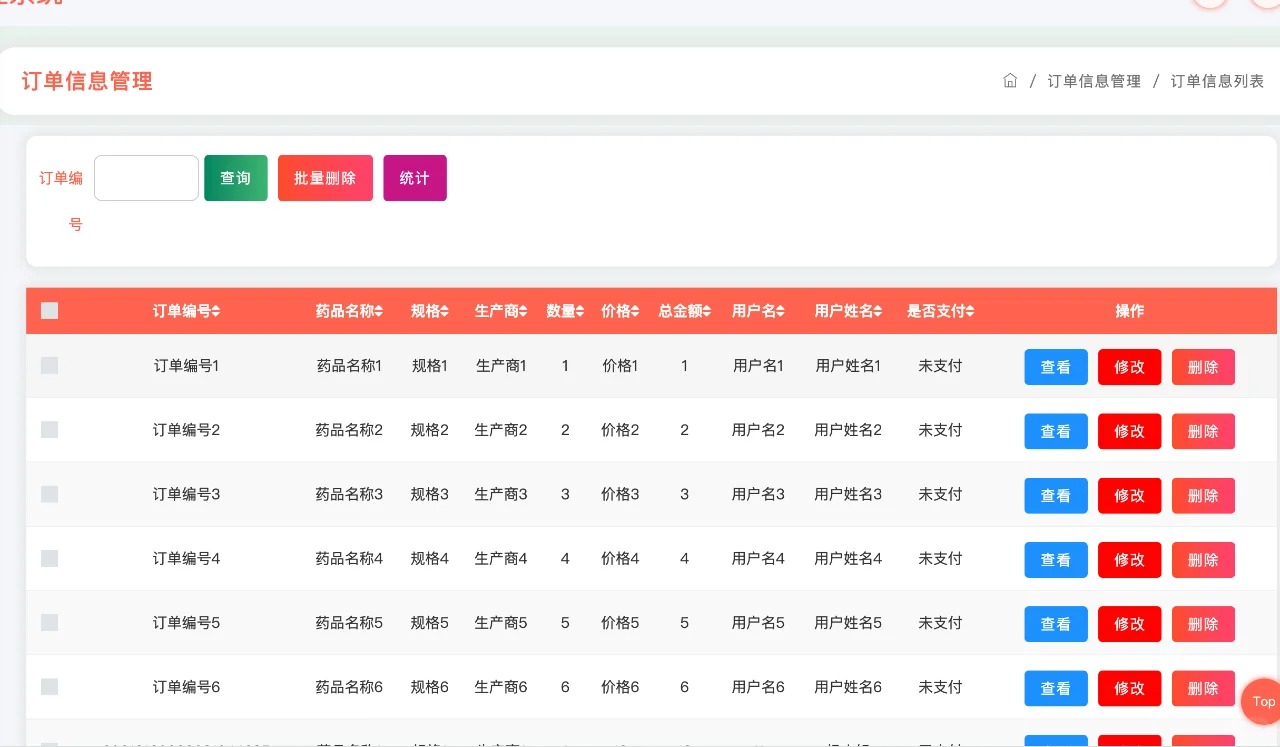 订单信息管理
/ 订单信息管理 / 订单信息列表
订单编 查询 批量删除 统计
号
订单编号 药品名称 规格 生产商 数量 价格 总金额 用户名 用户姓名 是否支付 操作
订单编号1 药品名称1 规格1 生产商1 1 价格1 1 用户名1 用户姓名1 未支付 查看 修改 删除
订单编号2 药品名称2 规格2 生产商2 2 价格2 2 用户名2 用户姓名2 未支付 查看 修改 删除
订单编号3 药品名称3 规格3 生产商3 3 价格3 3 用户名3 用户姓名3 未支付 查看 修改 删除
订单编号4 药品名称4 规格4 生产商4 4 价格4 4 用户名4 用户姓名4 未支付 查看 修改 删除
订单编号5 药品名称5 规格5 生产商5 5 价格5 5 用户名5 用户姓名5 未支付 查看 修改 删除
订单编号6 药品名称6 规格6 生产商6 6 价格6 6 用户名6 用户姓名6 未支付 查看 修改 删除
Top